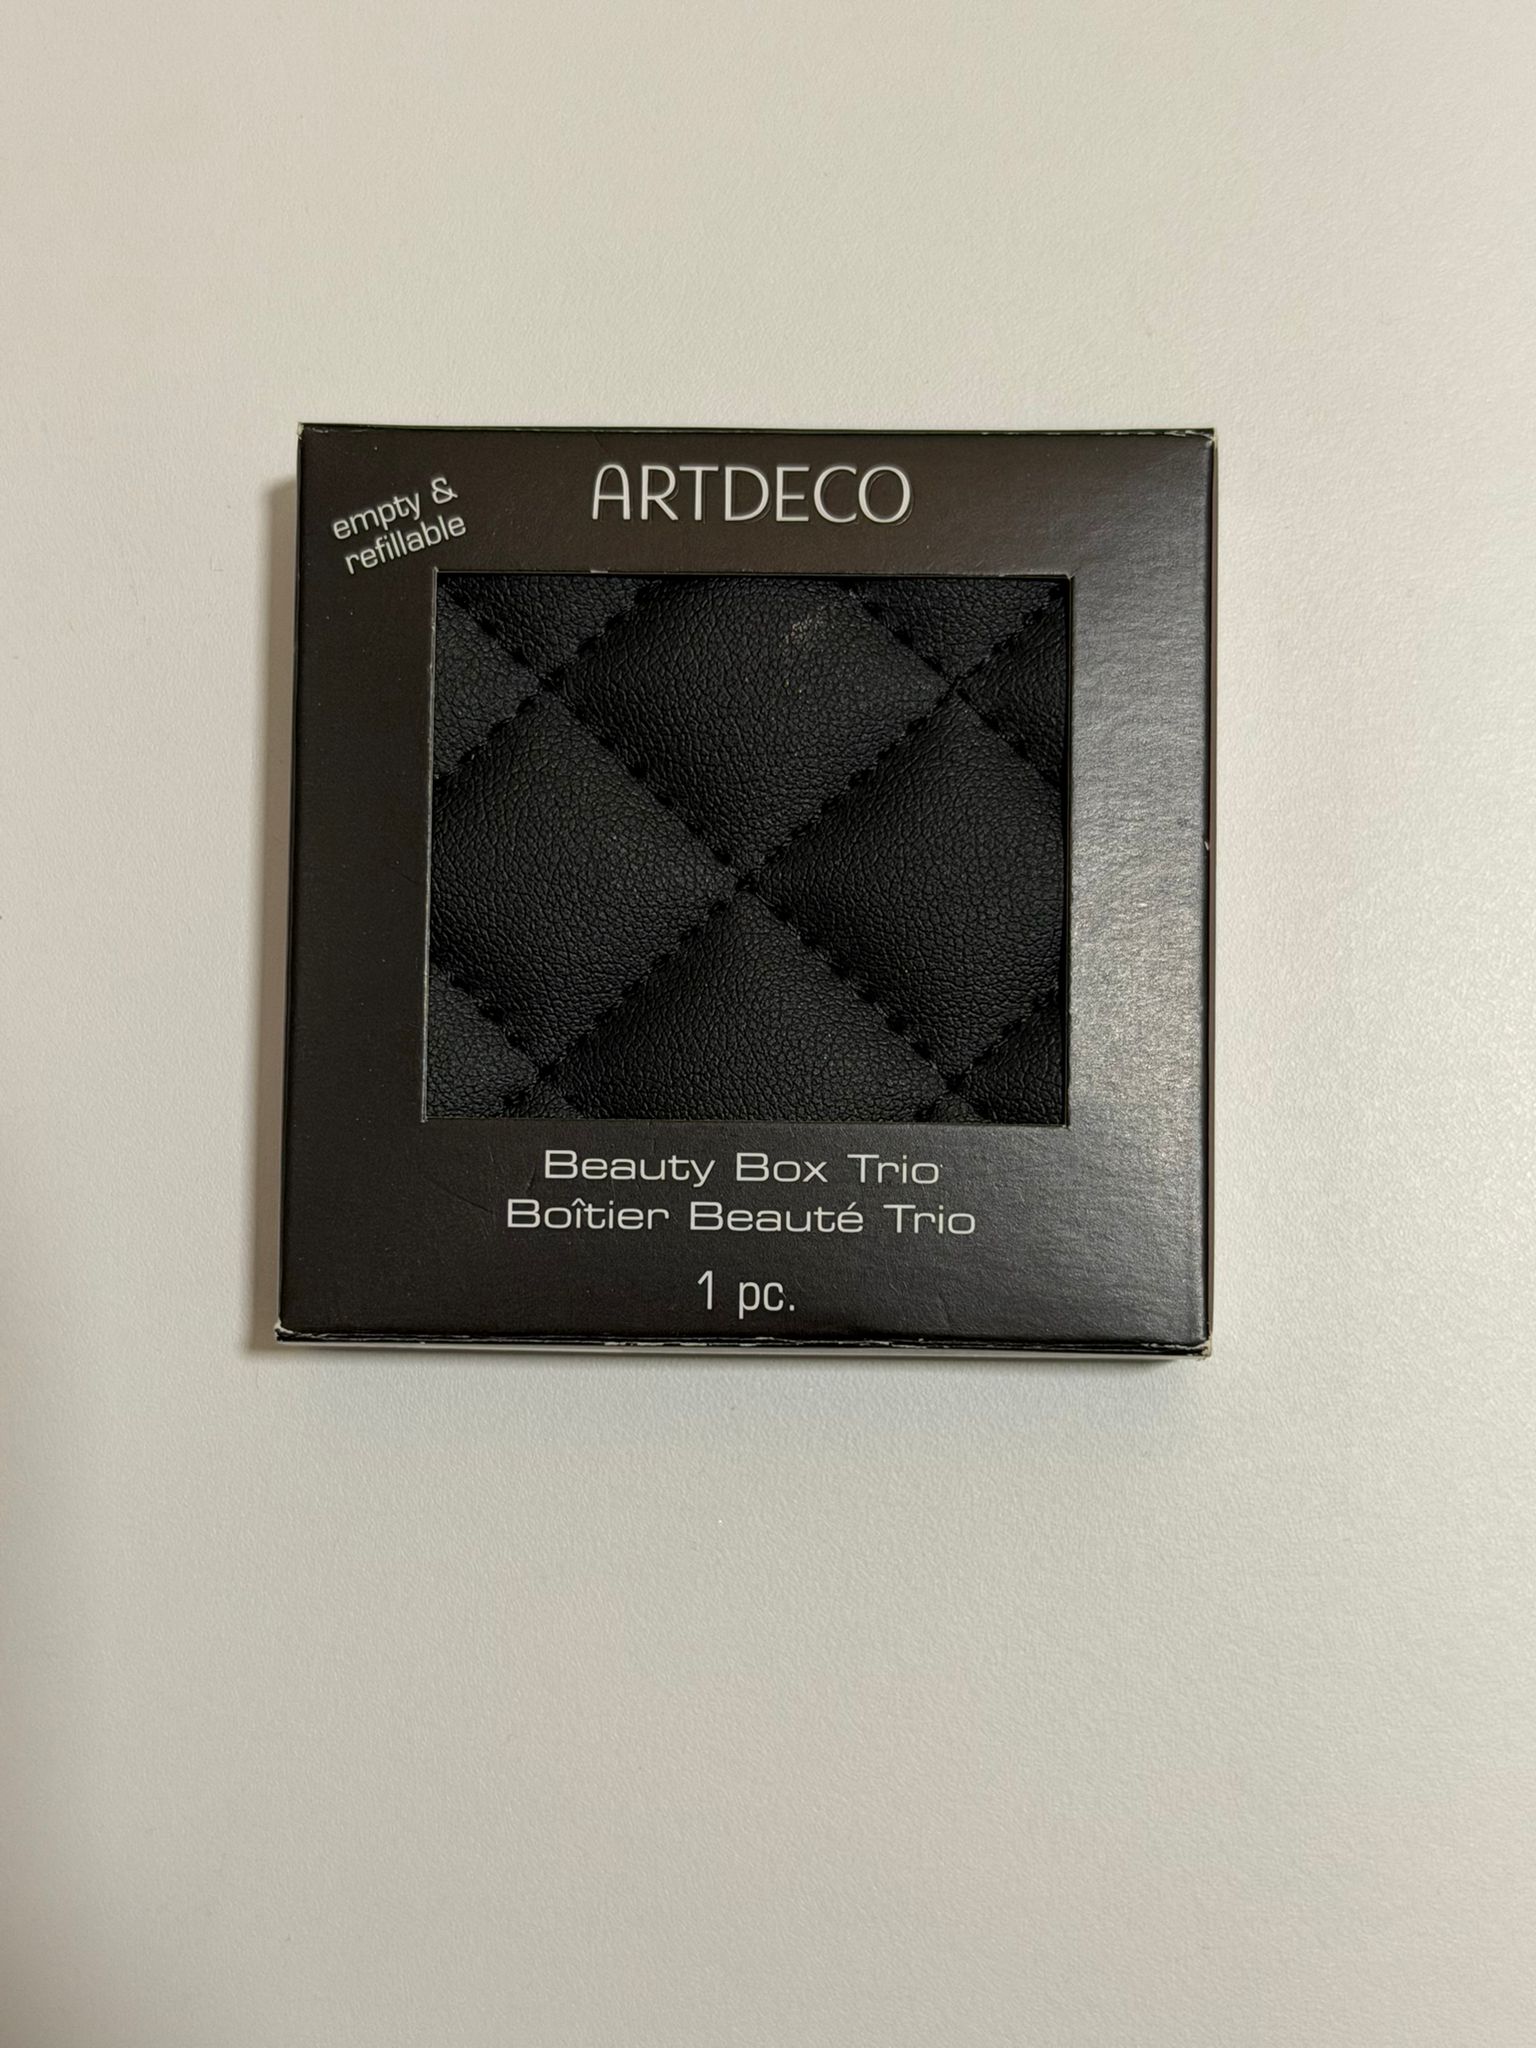 ARTDECO
empty &
refillable
Beauty Box Trio
Boîtier Beauté Trio
1 pc.